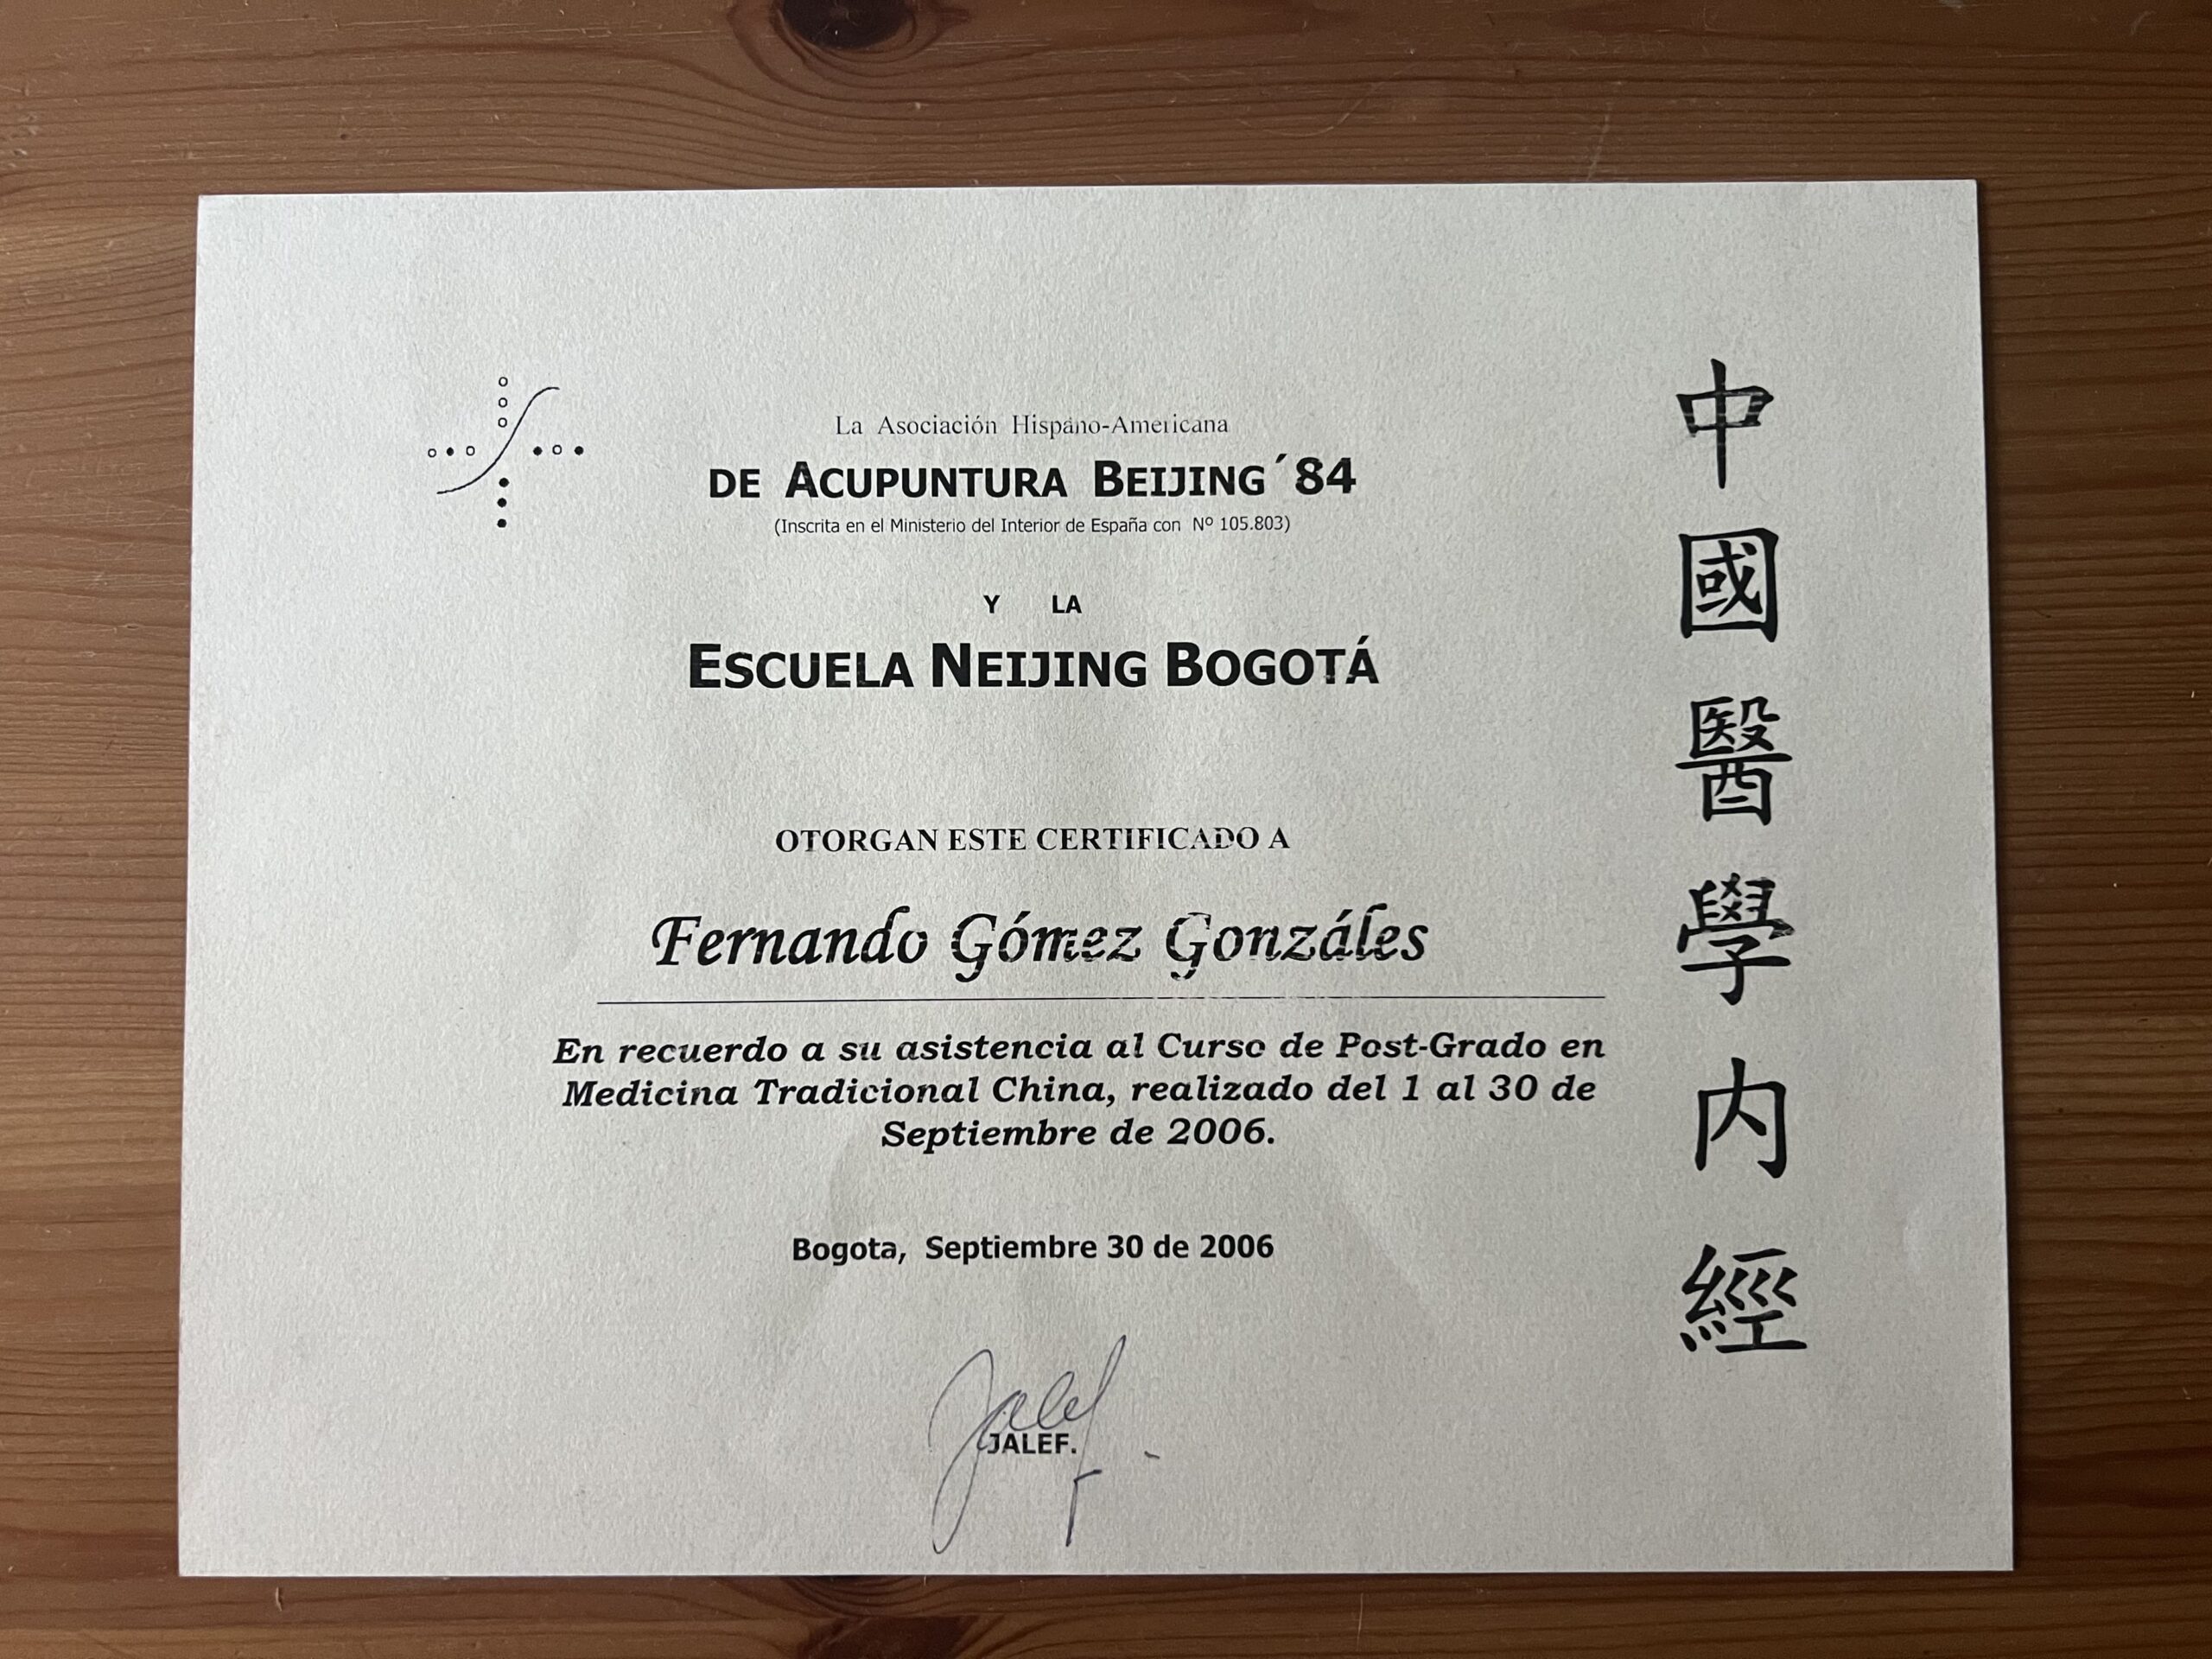 La Asociación Hispano-Americana
DE ACUPUNTURA BEIJING´84
(Inscrita en el Ministerio del Interior de España con Nº 105.803)
Y LA
ESCUELA NEIJING BOGOTÁ
OTORGAN ESTE CERTIFICADO A
Fernando Gómez Gonzáles
En recuerdo a su asistencia al Curso de Post-Grado en
Medicina Tradicional China, realizado del 1 al 30 de
Septiembre de 2006.
Bogota, Septiembre 30 de 2006
Jalef
JALEF.
中國醫學内經